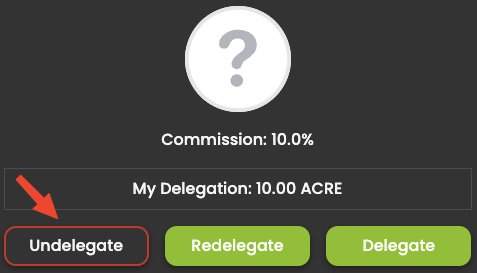 ?
Commission: 10.0%
My Delegation: 10.00 ACRE
Undelegate Redelegate Delegate